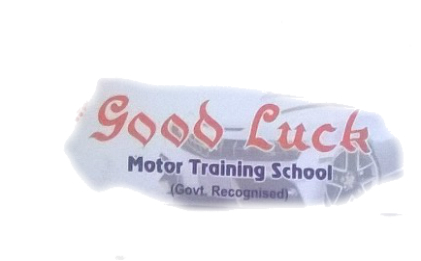 Good Luck
Motor Training School
(Govt. Recognised)